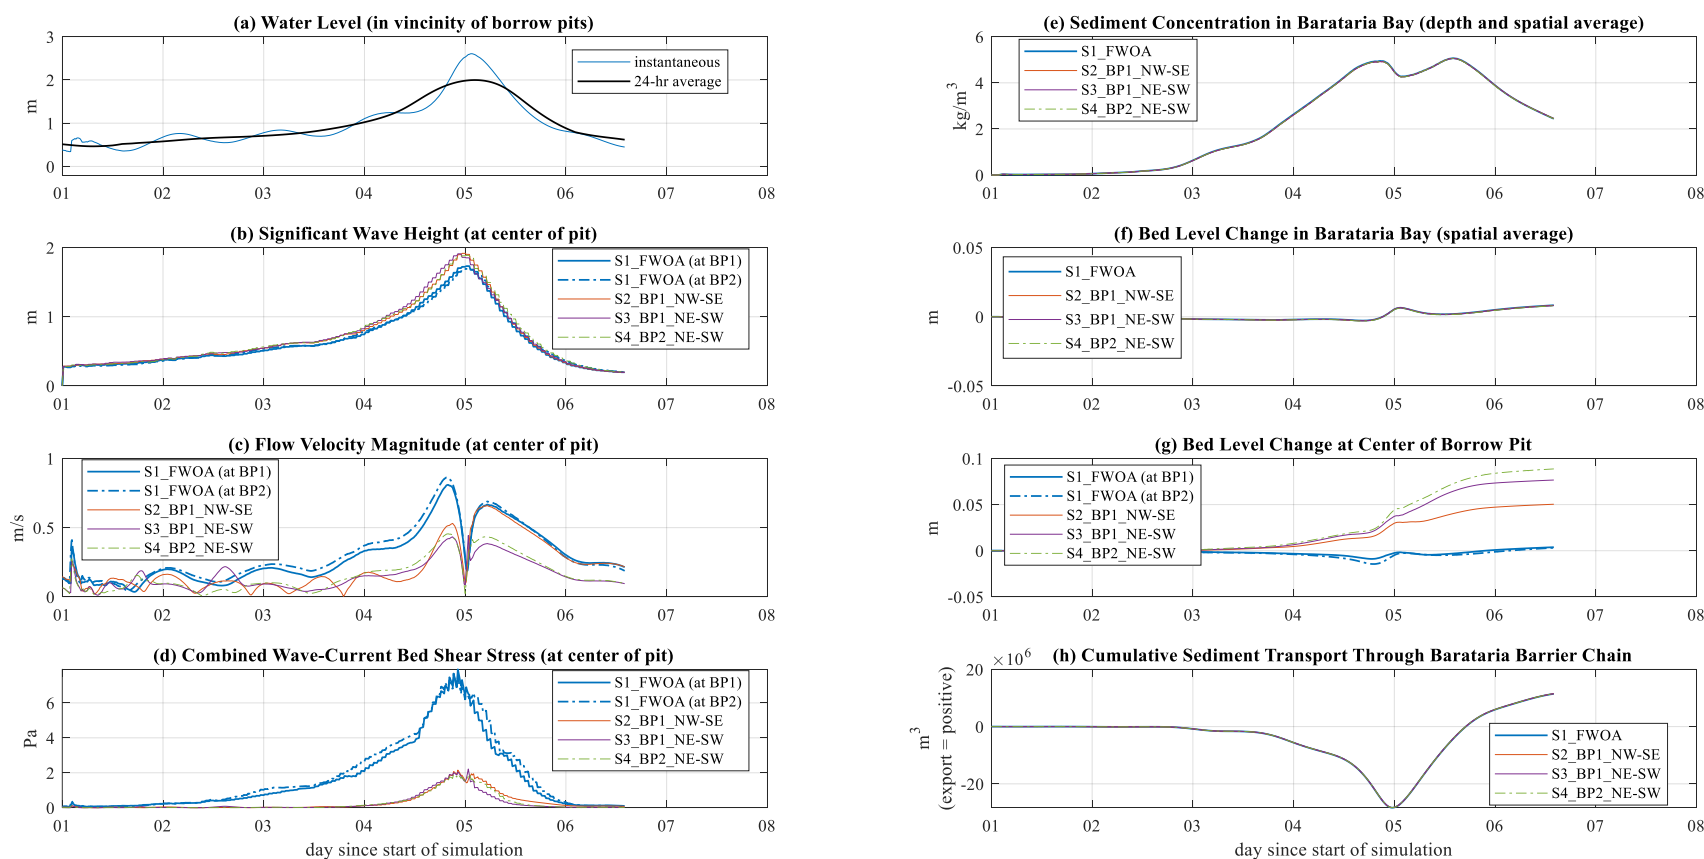 (a) Water Level (in vincinity of borrow pits)
3
2
1
0
m
instantaneous
24-hr average
01 02 03 04 05 06 07 08
(b) Significant Wave Height (at center of pit)
2
1
0
m
S1_FWOA (at BP1)
S1_FWOA (at BP2)
S2_BP1_NW-SE
S3_BP1_NE-SW
S4_BP2_NE-SW
01 02 03 04 05 06 07 08
(c) Flow Velocity Magnitude (at center of pit)
1
0.5
0
m/s
S1_FWOA (at BP1)
S1_FWOA (at BP2)
S2_BP1_NW-SE
S3_BP1_NE-SW
S4_BP2_NE-SW
01 02 03 04 05 06 07 08
(d) Combined Wave-Current Bed Shear Stress (at center of pit)
6
4
2
0
Pa
S1_FWOA (at BP1)
S1_FWOA (at BP2)
S2_BP1_NW-SE
S3_BP1_NE-SW
S4_BP2_NE-SW
01 02 03 04 05 06 07 08
day since start of simulation
(e) Sediment Concentration in Barataria Bay (depth and spatial average)
6
4
2
0
kg/m³
S1_FWOA
S2_BP1_NW-SE
S3_BP1_NE-SW
S4_BP2_NE-SW
01 02 03 04 05 06 07 08
(f) Bed Level Change in Barataria Bay (spatial average)
0.05
0
-0.05
m
S1_FWOA
S2_BP1_NW-SE
S3_BP1_NE-SW
S4_BP2_NE-SW
01 02 03 04 05 06 07 08
(g) Bed Level Change at Center of Borrow Pit
0.1
0.05
0
-0.05
m
S1_FWOA (at BP1)
S1_FWOA (at BP2)
S2_BP1_NW-SE
S3_BP1_NE-SW
S4_BP2_NE-SW
01 02 03 04 05 06 07 08
(h) Cumulative Sediment Transport Through Barataria Barrier Chain
×10⁶
20
0
-20
m³
(export = positive)
S1_FWOA
S2_BP1_NW-SE
S3_BP1_NE-SW
S4_BP2_NE-SW
01 02 03 04 05 06 07 08
day since start of simulation